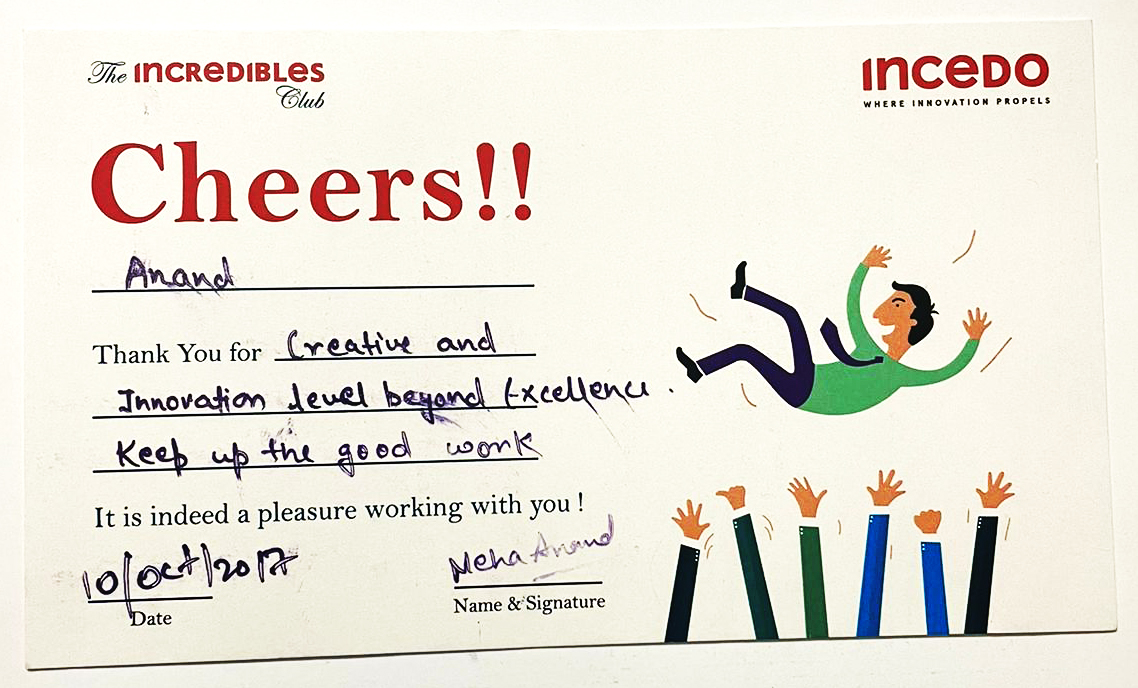 The INCREDIBLES
Club
INCEDO
WHERE INNOVATION PROPELS
Cheers!!
Anand
Thank You for Creative and
Innovation level beyond Excellence.
Keep up the good work
It is indeed a pleasure working with you !
10/Oct/2017
Date
Neha Anand
Name & Signature